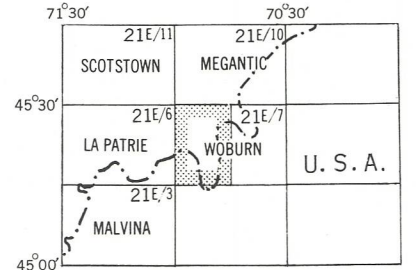 71°30' 70°30'
21E/11 21E/10
SCOTSTOWN MEGANTIC
45°30' 21E/6 21E/7
LA PATRIE WOBURN
U. S. A.
21E/3
MALVINA
45°00'